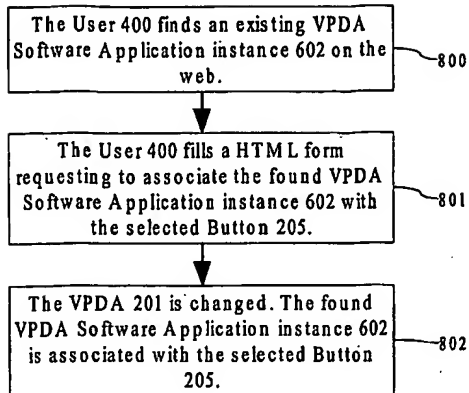 The User 400 finds an existing VPDA
Software Application instance 602 on the
web.
800
The User 400 fills a HTML form
requesting to associate the found VPDA
Software Application instance 602 with
the selected Button 205.
801
The VPDA 201 is changed. The found
VPDA Software Application instance 602
is associated with the selected Button
205.
802